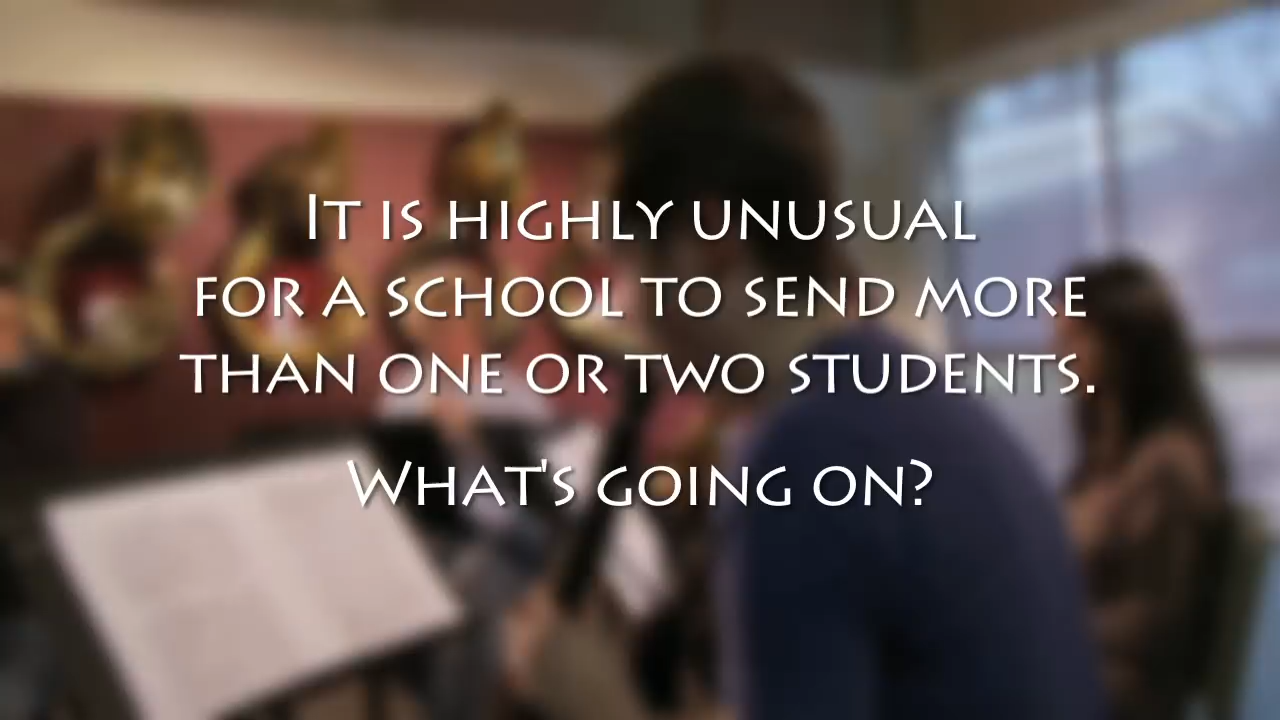 It is highly unusual
for a school to send more
than one or two students.
What's going on?